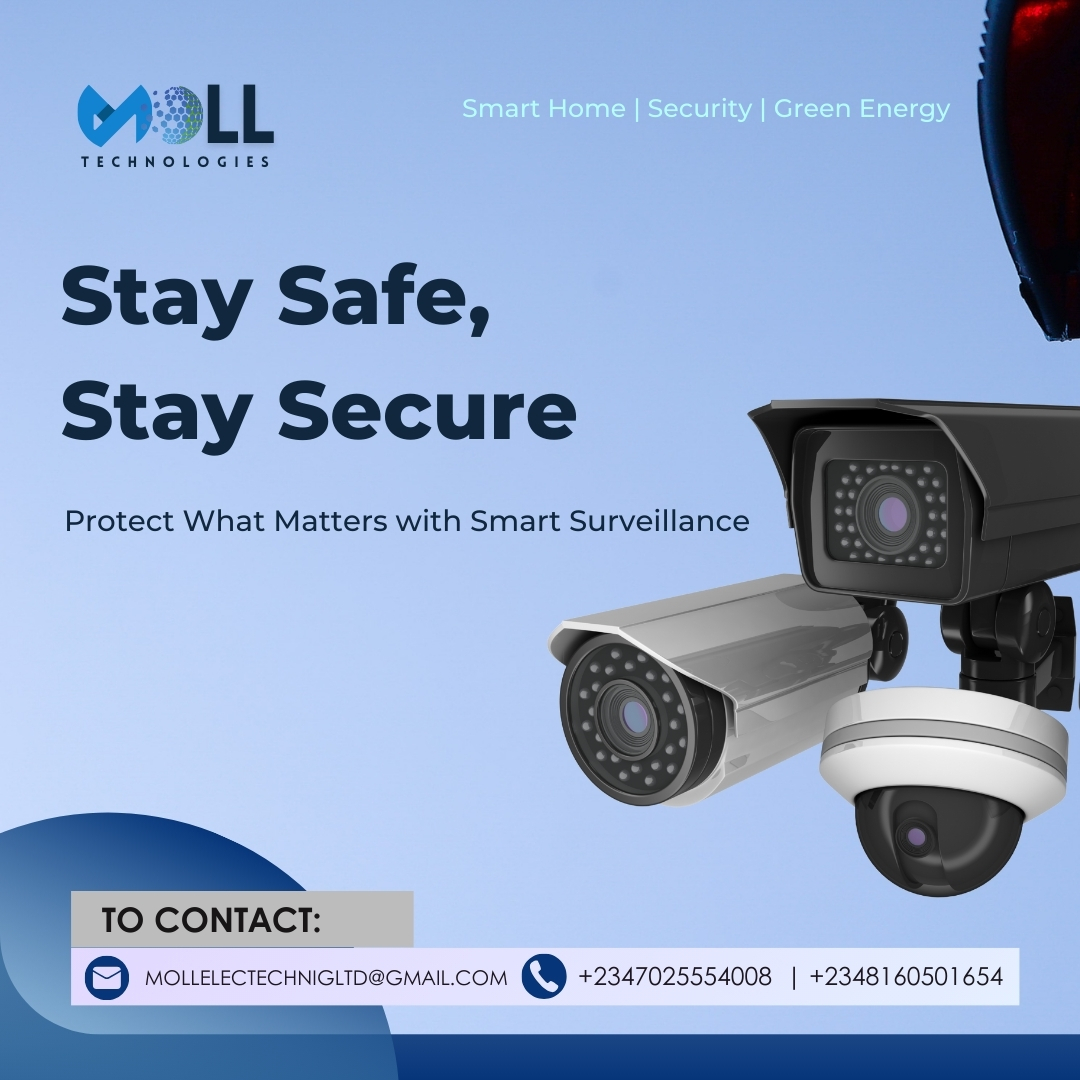 MOLL
TECHNOLOGIES
Smart Home | Security | Green Energy
Stay Safe,
Stay Secure
Protect What Matters with Smart Surveillance
TO CONTACT:
MOLLELECTECHNIGLTD@GMAIL.COM +2347025554008 | +2348160501654